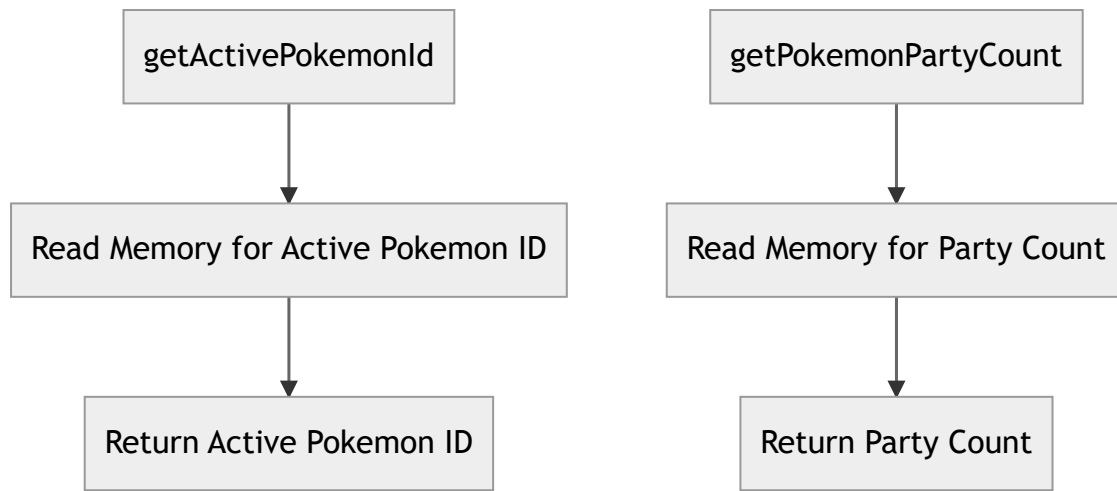 getActivePokemonId
getPokemonPartyCount
Read Memory for Active Pokemon ID
Read Memory for Party Count
Return Active Pokemon ID
Return Party Count